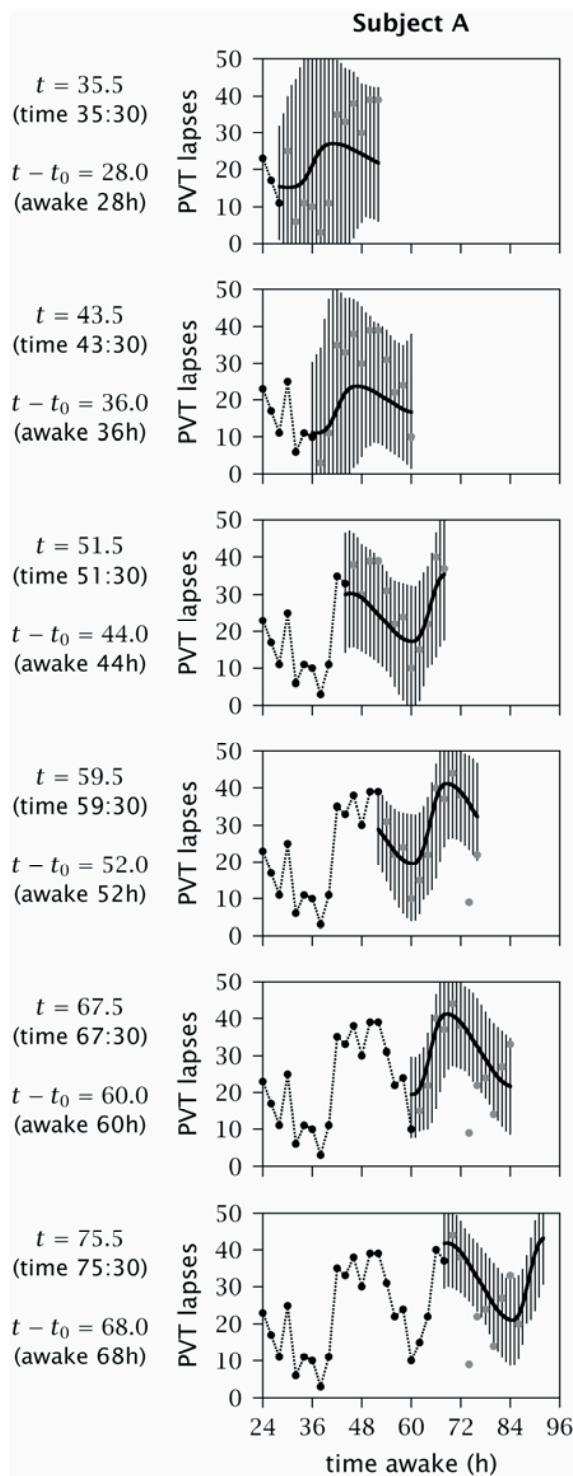 Subject A
t = 35.5
(time 35:30)
t − t₀ = 28.0
(awake 28h)
PVT lapses
50
40
30
20
10
0
t = 43.5
(time 43:30)
t − t₀ = 36.0
(awake 36h)
PVT lapses
50
40
30
20
10
0
t = 51.5
(time 51:30)
t − t₀ = 44.0
(awake 44h)
PVT lapses
50
40
30
20
10
0
t = 59.5
(time 59:30)
t − t₀ = 52.0
(awake 52h)
PVT lapses
50
40
30
20
10
0
t = 67.5
(time 67:30)
t − t₀ = 60.0
(awake 60h)
PVT lapses
50
40
30
20
10
0
t = 75.5
(time 75:30)
t − t₀ = 68.0
(awake 68h)
PVT lapses
50
40
30
20
10
0
24 36 48 60 72 84 96
time awake (h)